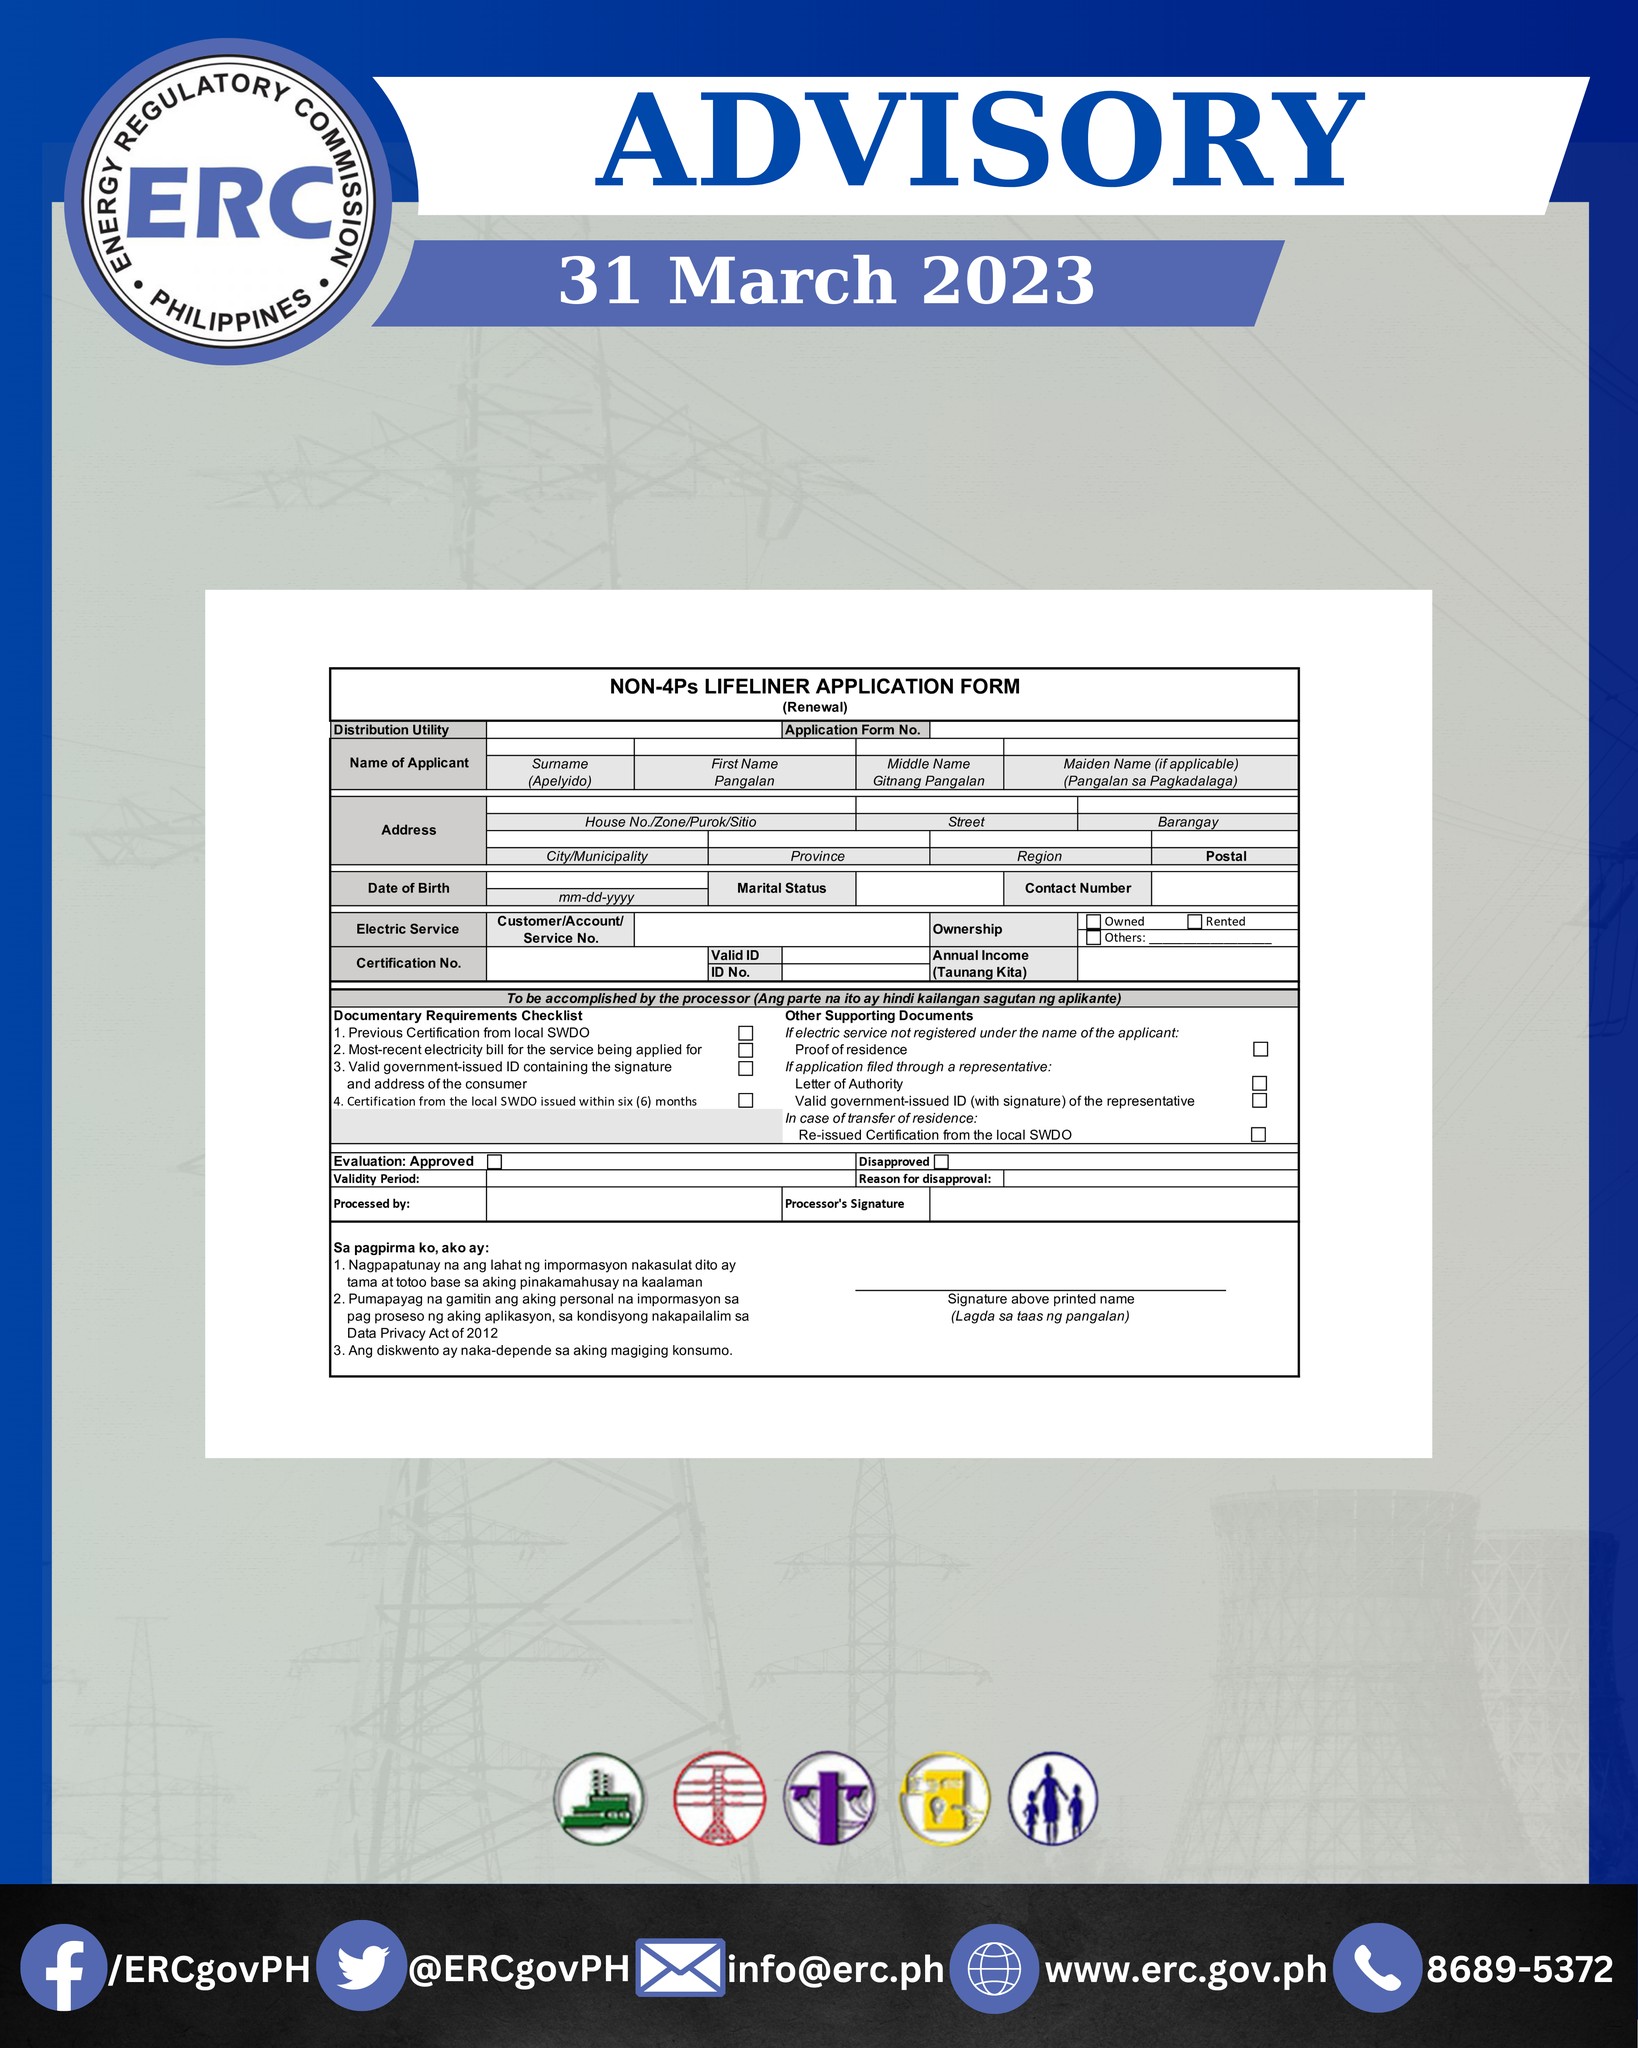 ENERGY REGULATORY COMMISSION
ERC
• PHILIPPINES •
ADVISORY
31 March 2023
NON-4Ps LIFELINER APPLICATION FORM
(Renewal)
Distribution Utility
Application Form No.
Name of Applicant
Surname
(Apelyido)
First Name
Pangalan
Middle Name
Gitnang Pangalan
Maiden Name (if applicable)
(Pangalan sa Pagkadalaga)
Address
House No./Zone/Purok/Sitio
Street
Barangay
City/Municipality
Province
Region
Postal
Date of Birth
mm-dd-yyyy
Marital Status
Contact Number
Electric Service
Customer/Account/
Service No.
Ownership
Owned
Rented
Others: ___________________
Certification No.
Valid ID
ID No.
Annual Income
(Taunang Kita)
To be accomplished by the processor (Ang parte na ito ay hindi kailangan sagutan ng aplikante)
Documentary Requirements Checklist
1. Previous Certification from local SWDO
2. Most-recent electricity bill for the service being applied for
3. Valid government-issued ID containing the signature
and address of the consumer
4. Certification from the local SWDO issued within six (6) months
Other Supporting Documents
If electric service not registered under the name of the applicant:
Proof of residence
If application filed through a representative:
Letter of Authority
Valid government-issued ID (with signature) of the representative
In case of transfer of residence:
Re-issued Certification from the local SWDO
Evaluation: Approved
Disapproved
Validity Period:
Reason for disapproval:
Processed by:
Processor's Signature
Sa pagpirma ko, ako ay:
1. Nagpapatunay na ang lahat ng impormasyon nakasulat dito ay
tama at totoo base sa aking pinakamahusay na kaalaman
2. Pumapayag na gamitin ang aking personal na impormasyon sa
pag proseso ng aking aplikasyon, sa kondisyong nakapailalim sa
Data Privacy Act of 2012
3. Ang diskwento ay naka-depende sa aking magiging konsumo.
Signature above printed name
(Lagda sa taas ng pangalan)
/ERCgovPH
@ERCgovPH
info@erc.ph
www.erc.gov.ph
8689-5372